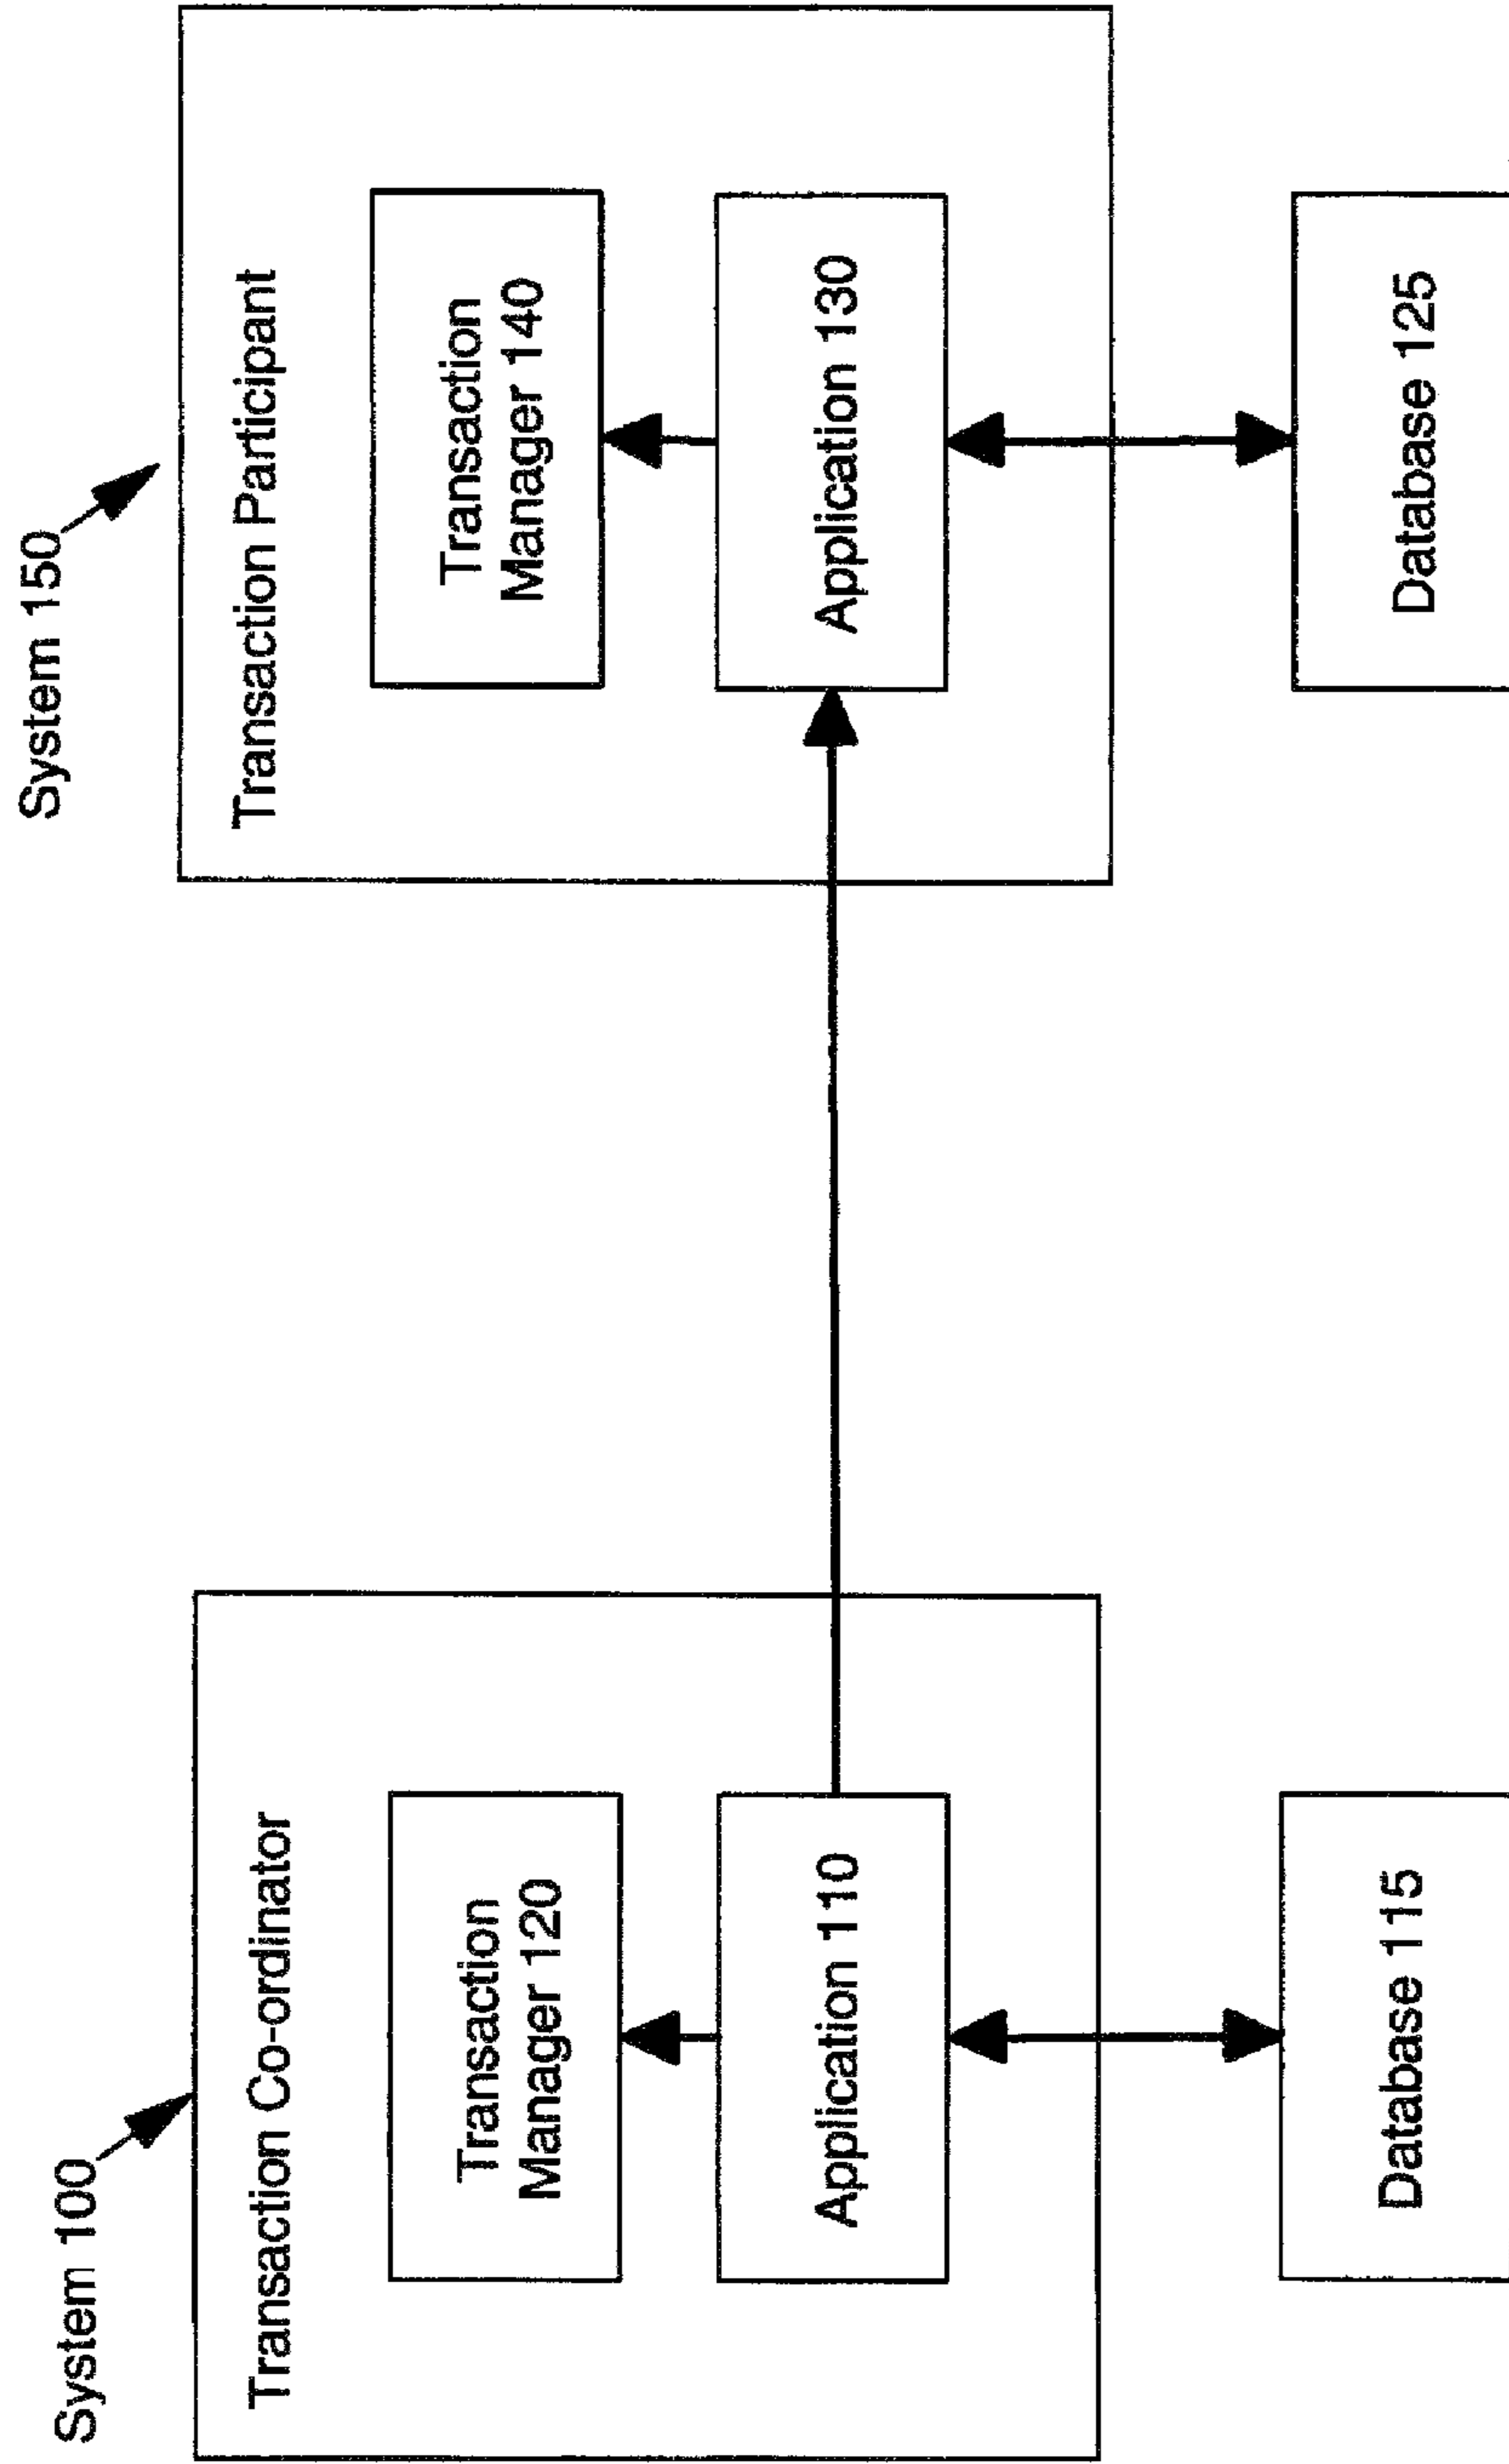 System 100
Transaction Co-ordinator
Transaction
Manager 120
Application 110
Database 115
System 150
Transaction Participant
Transaction
Manager 140
Application 130
Database 125